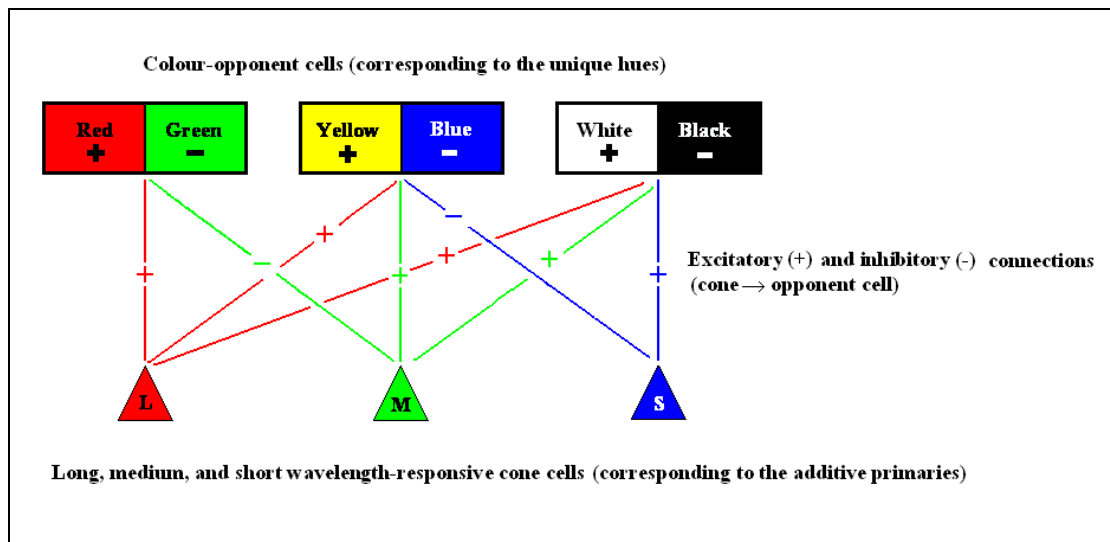 Colour-opponent cells (corresponding to the unique hues)
Red Green Yellow Blue White Black
+ − + − + −
−
+
+ + − + + +
Excitatory (+) and inhibitory (-) connections
(cone → opponent cell)
L M S
Long, medium, and short wavelength-responsive cone cells (corresponding to the additive primaries)